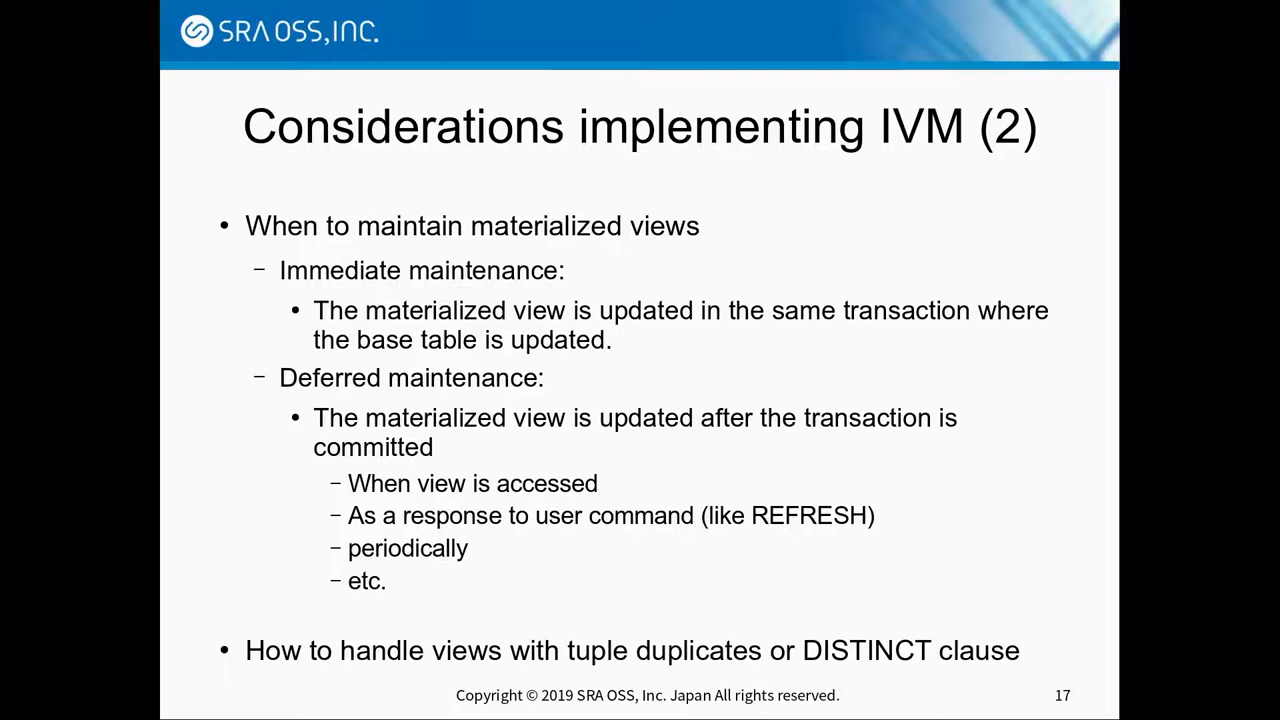 SRA OSS, INC.
Considerations implementing IVM (2)
• When to maintain materialized views
– Immediate maintenance:
• The materialized view is updated in the same transaction where
the base table is updated.
– Deferred maintenance:
• The materialized view is updated after the transaction is
committed
– When view is accessed
– As a response to user command (like REFRESH)
– periodically
– etc.
• How to handle views with tuple duplicates or DISTINCT clause
Copyright © 2019 SRA OSS, Inc. Japan All rights reserved.
17